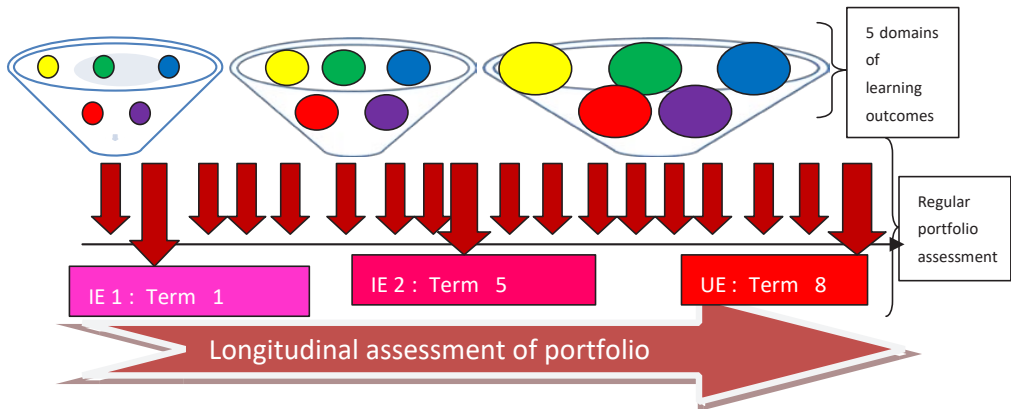 5 domains
of
learning
outcomes
Regular
portfolio
assessment
IE 1 : Term 1
IE 2 : Term 5
UE : Term 8
Longitudinal assessment of portfolio